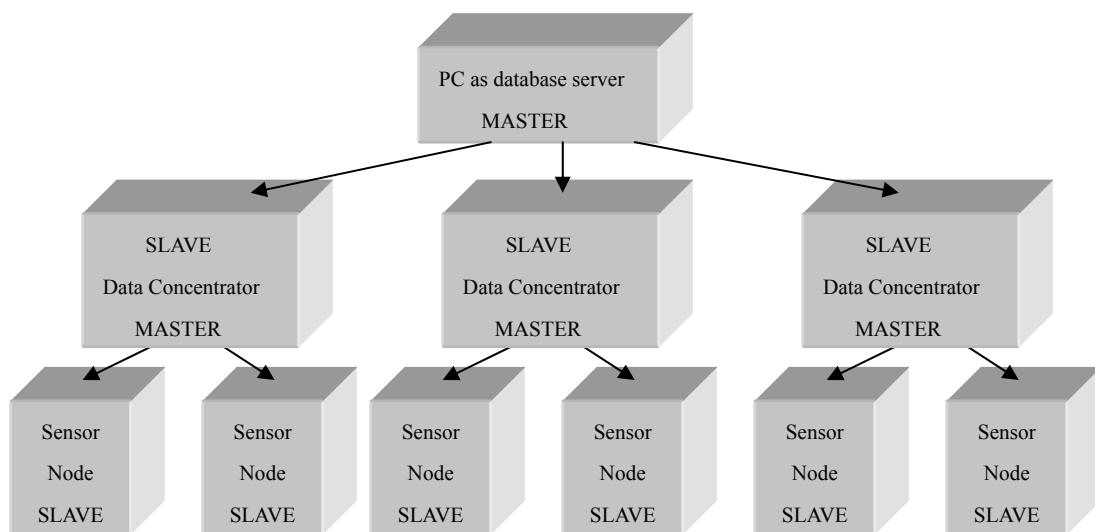 PC as database server
MASTER
SLAVE
Data Concentrator
MASTER
SLAVE
Data Concentrator
MASTER
SLAVE
Data Concentrator
MASTER
Sensor
Node
SLAVE
Sensor
Node
SLAVE
Sensor
Node
SLAVE
Sensor
Node
SLAVE
Sensor
Node
SLAVE
Sensor
Node
SLAVE